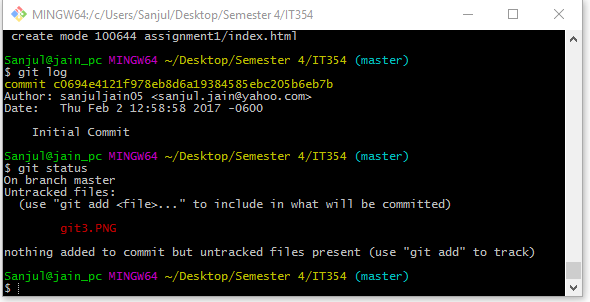 MINGW64:/c/Users/Sanjul/Desktop/Semester 4/IT354
create mode 100644 assignment1/index.html
Sanjul@jain_pc MINGW64 ~/Desktop/Semester 4/IT354 (master)
$ git log
commit c0694e4121f978eb8d6a19384585ebc205b6eb7b
Author: sanjuljain05 <sanjul.jain@yahoo.com>
Date:   Thu Feb 2 12:58:58 2017 -0600
Initial Commit
Sanjul@jain_pc MINGW64 ~/Desktop/Semester 4/IT354 (master)
$ git status
On branch master
Untracked files:
(use "git add <file>..." to include in what will be committed)
git3.PNG
nothing added to commit but untracked files present (use "git add" to track)
Sanjul@jain_pc MINGW64 ~/Desktop/Semester 4/IT354 (master)
$